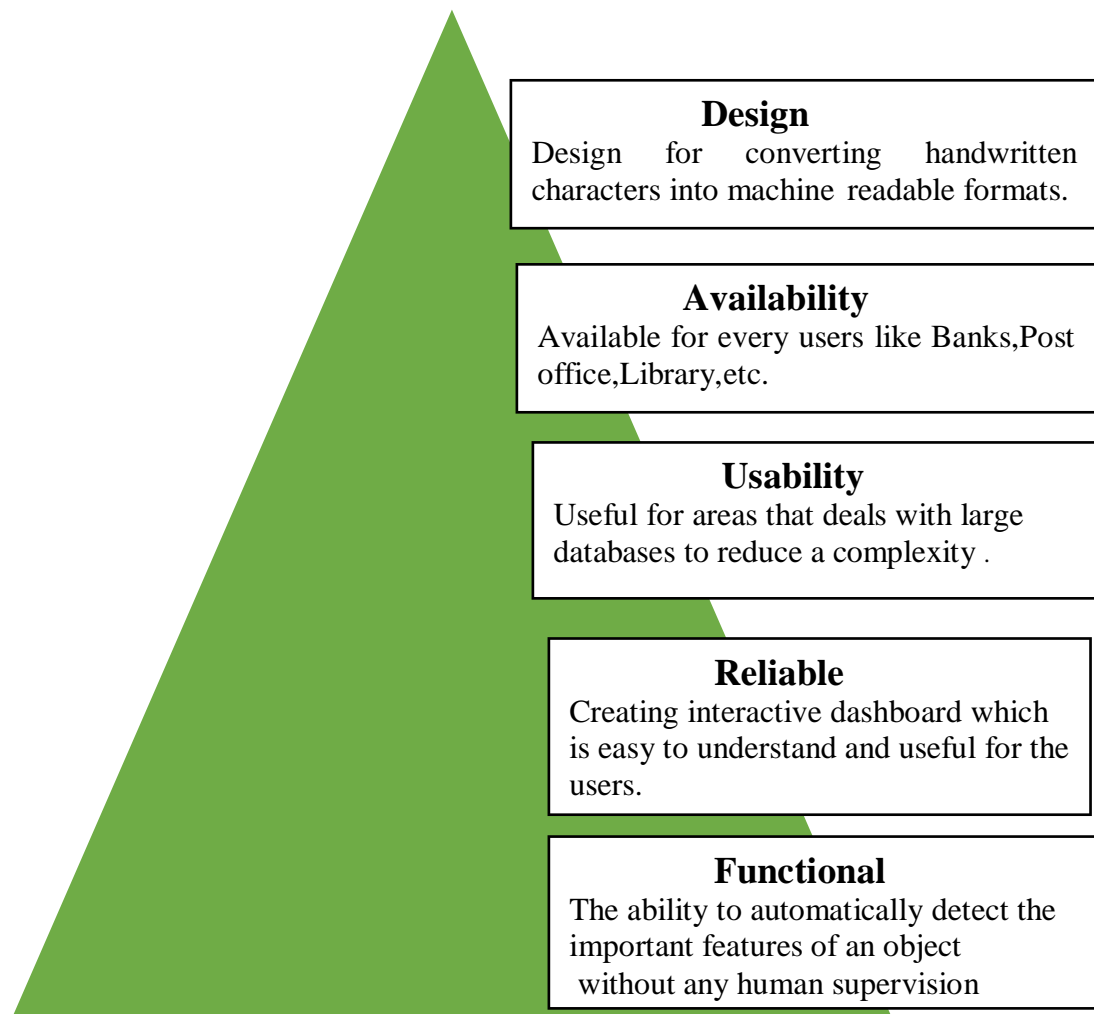 Design
Design for converting handwritten
characters into machine readable formats.
Availability
Available for every users like Banks,Post
office,Library,etc.
Usability
Useful for areas that deals with large
databases to reduce a complexity .
Reliable
Creating interactive dashboard which
is easy to understand and useful for the
users.
Functional
The ability to automatically detect the
important features of an object
without any human supervision